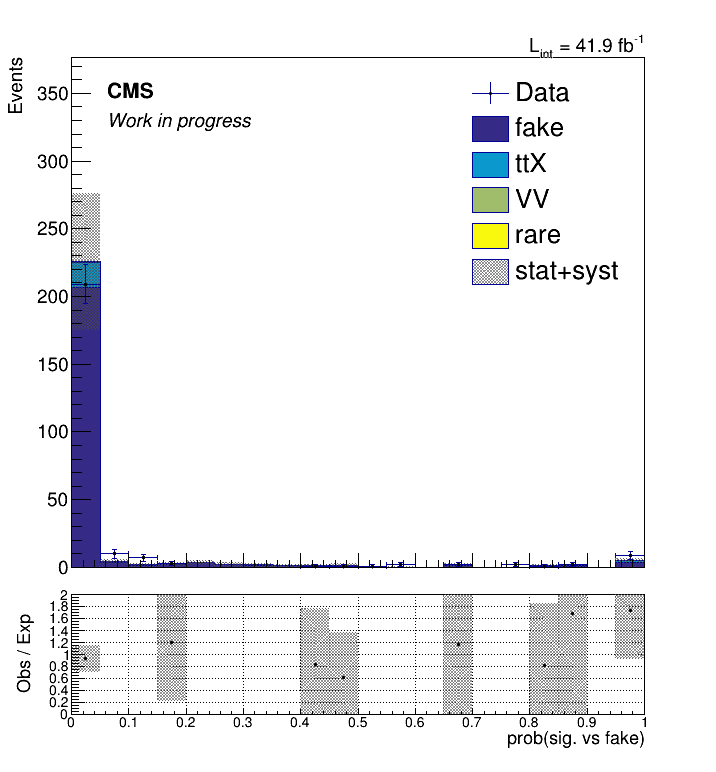 L_int = 41.9 fb^-1
Events
CMS
Work in progress
Data
fake
ttX
VV
rare
stat+syst
350
300
250
200
150
100
50
0
Obs / Exp
2
1.8
1.6
1.4
1.2
1
0.8
0.6
0.4
0.2
0
0 0.1 0.2 0.3 0.4 0.5 0.6 0.7 0.8 0.9 1
prob(sig. vs fake)